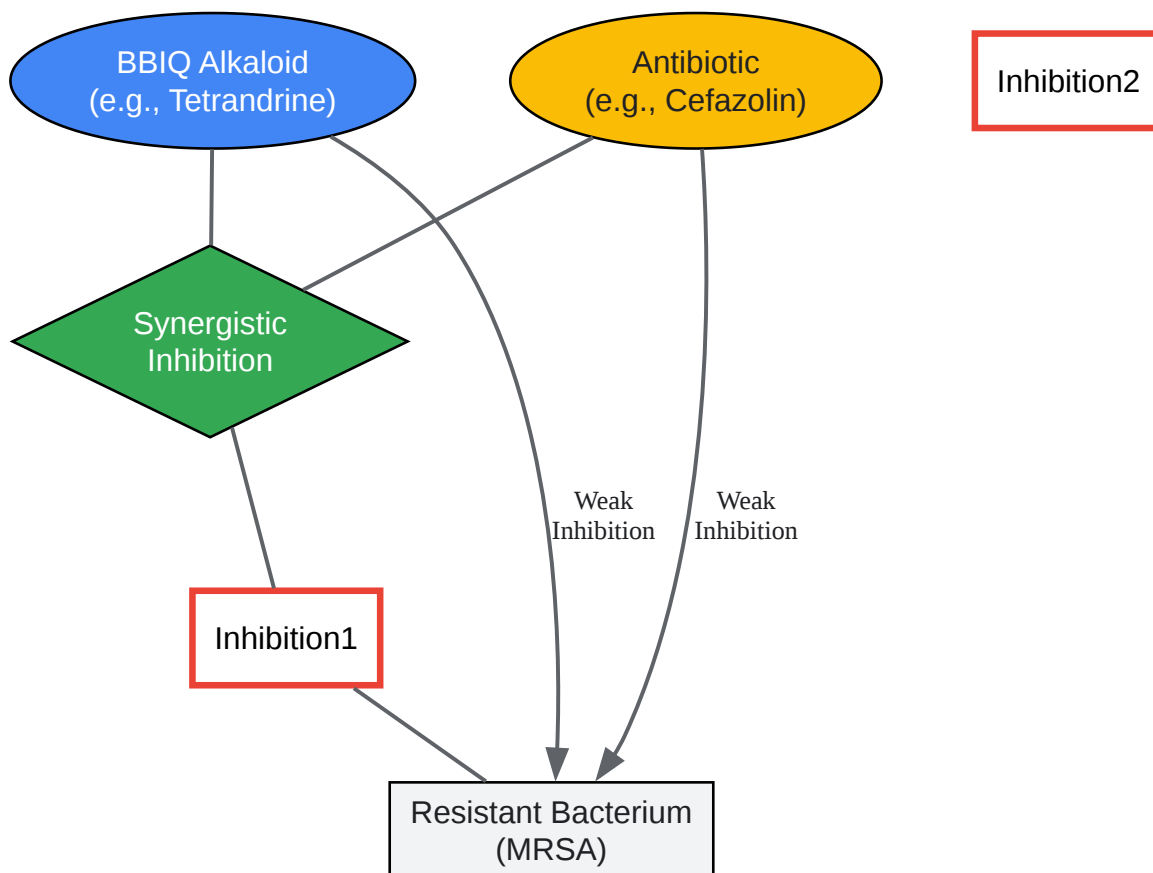 BBIQ Alkaloid
(e.g., Tetrandrine)
Antibiotic
(e.g., Cefazolin)
Inhibition2
Synergistic
Inhibition
Weak
Inhibition
Weak
Inhibition
Inhibition1
Resistant Bacterium
(MRSA)